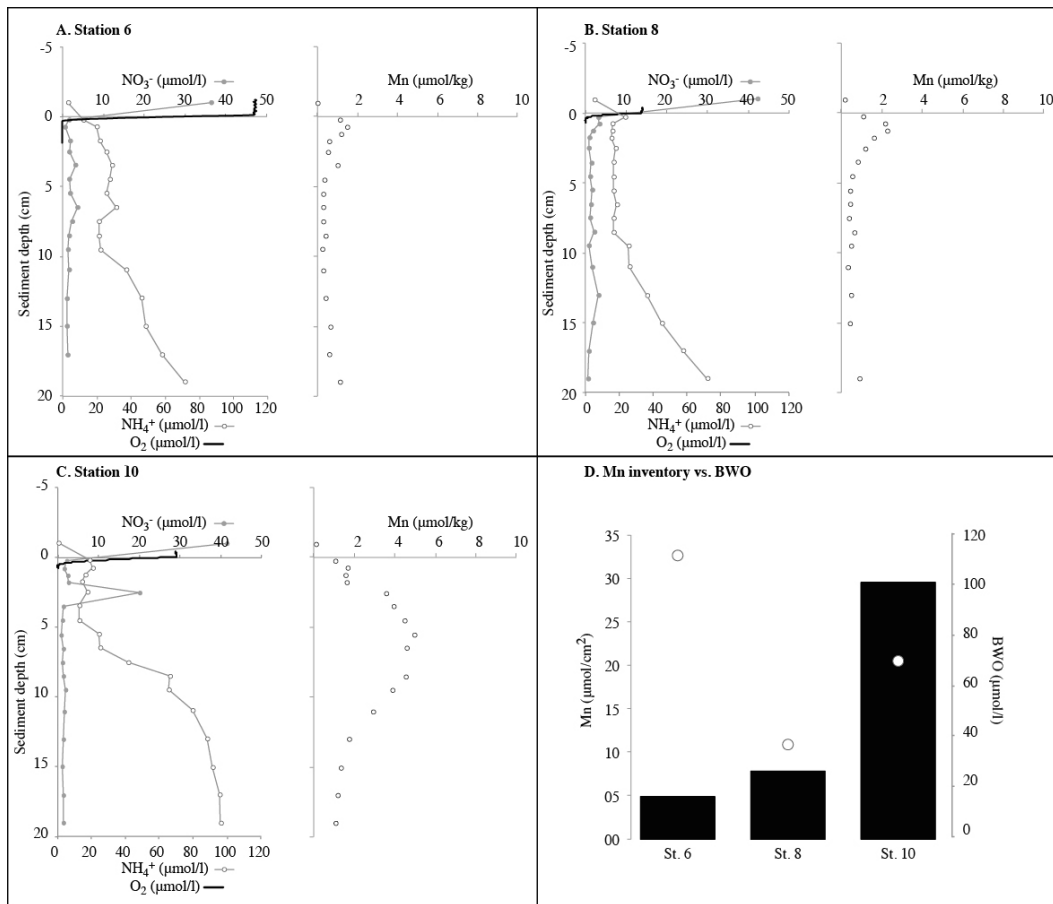 A. Station 6
NO3- (μmol/l)
Mn (μmol/kg)
-5
0
5
10
15
20
Sediment depth (cm)
0 10 20 30 40 50
0 2 4 6 8 10
0 20 40 60 80 100 120
NH4+ (μmol/l)
O2 (μmol/l)
B. Station 8
NO3- (μmol/l)
Mn (μmol/kg)
-5
0
5
10
15
20
Sediment depth (cm)
0 10 20 30 40 50
0 2 4 6 8 10
0 20 40 60 80 100 120
NH4+ (μmol/l)
O2 (μmol/l)
C. Station 10
NO3- (μmol/l)
Mn (μmol/kg)
-5
0
5
10
15
20
Sediment depth (cm)
0 10 20 30 40 50
0 2 4 6 8 10
0 20 40 60 80 100 120
NH4+ (μmol/l)
O2 (μmol/l)
D. Mn inventory vs. BWO
35
30
25
20
15
10
05
00
Mn (μmol/cm2)
120
100
80
60
40
20
0
BWO (μmol/l)
St. 6 St. 8 St. 10